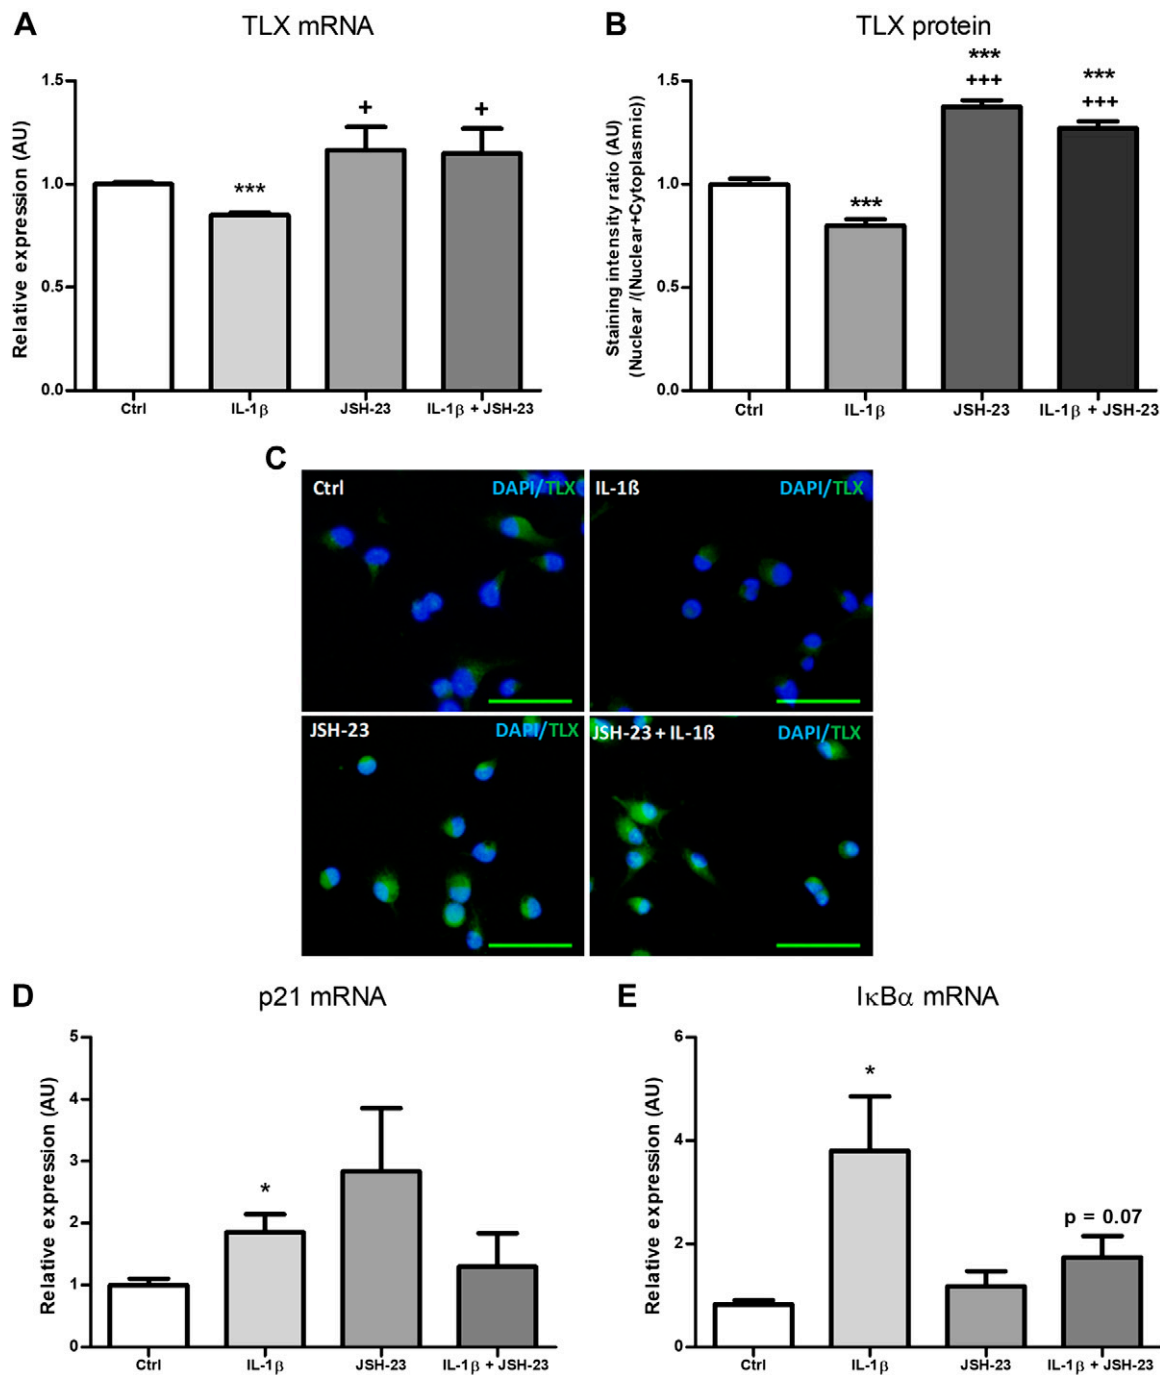 A
TLX mRNA
Relative expression (AU)
1.5
1.0
0.5
0.0
***
+
+
Ctrl
IL-1β
JSH-23
IL-1β + JSH-23
B
TLX protein
Staining intensity ratio (AU)
(Nuclear /(Nuclear+Cytoplasmic))
1.5
1.0
0.5
0.0
***
***
+++
***
+++
Ctrl
IL-1β
JSH-23
IL-1β + JSH-23
C
Ctrl
DAPI/TLX
IL-1ß
DAPI/TLX
JSH-23
DAPI/TLX
JSH-23 + IL-1ß
DAPI/TLX
D
p21 mRNA
Relative expression (AU)
5
4
3
2
1
0
*
Ctrl
IL-1β
JSH-23
IL-1β + JSH-23
E
IκBα mRNA
Relative expression (AU)
6
4
2
0
*
p = 0.07
Ctrl
IL-1β
JSH-23
IL-1β + JSH-23